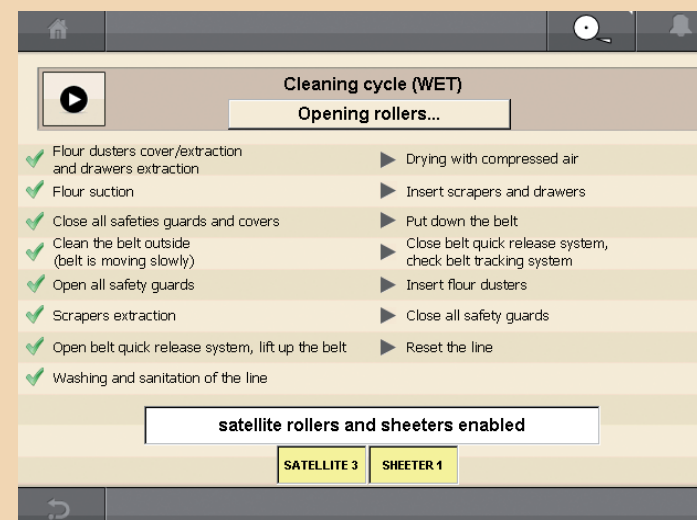 Cleaning cycle (WET)
Opening rollers...
Flour dusters cover/extraction
and drawers extraction
Flour suction
Close all safeties guards and covers
Clean the belt outside
(belt is moving slowly)
Open all safety guards
Scrapers extraction
Open belt quick release system, lift up the belt
Washing and sanitation of the line
Drying with compressed air
Insert scrapers and drawers
Put down the belt
Close belt quick release system,
check belt tracking system
Insert flour dusters
Close all safety guards
Reset the line
satellite rollers and sheeters enabled
SATELLITE 3
SHEETER 1